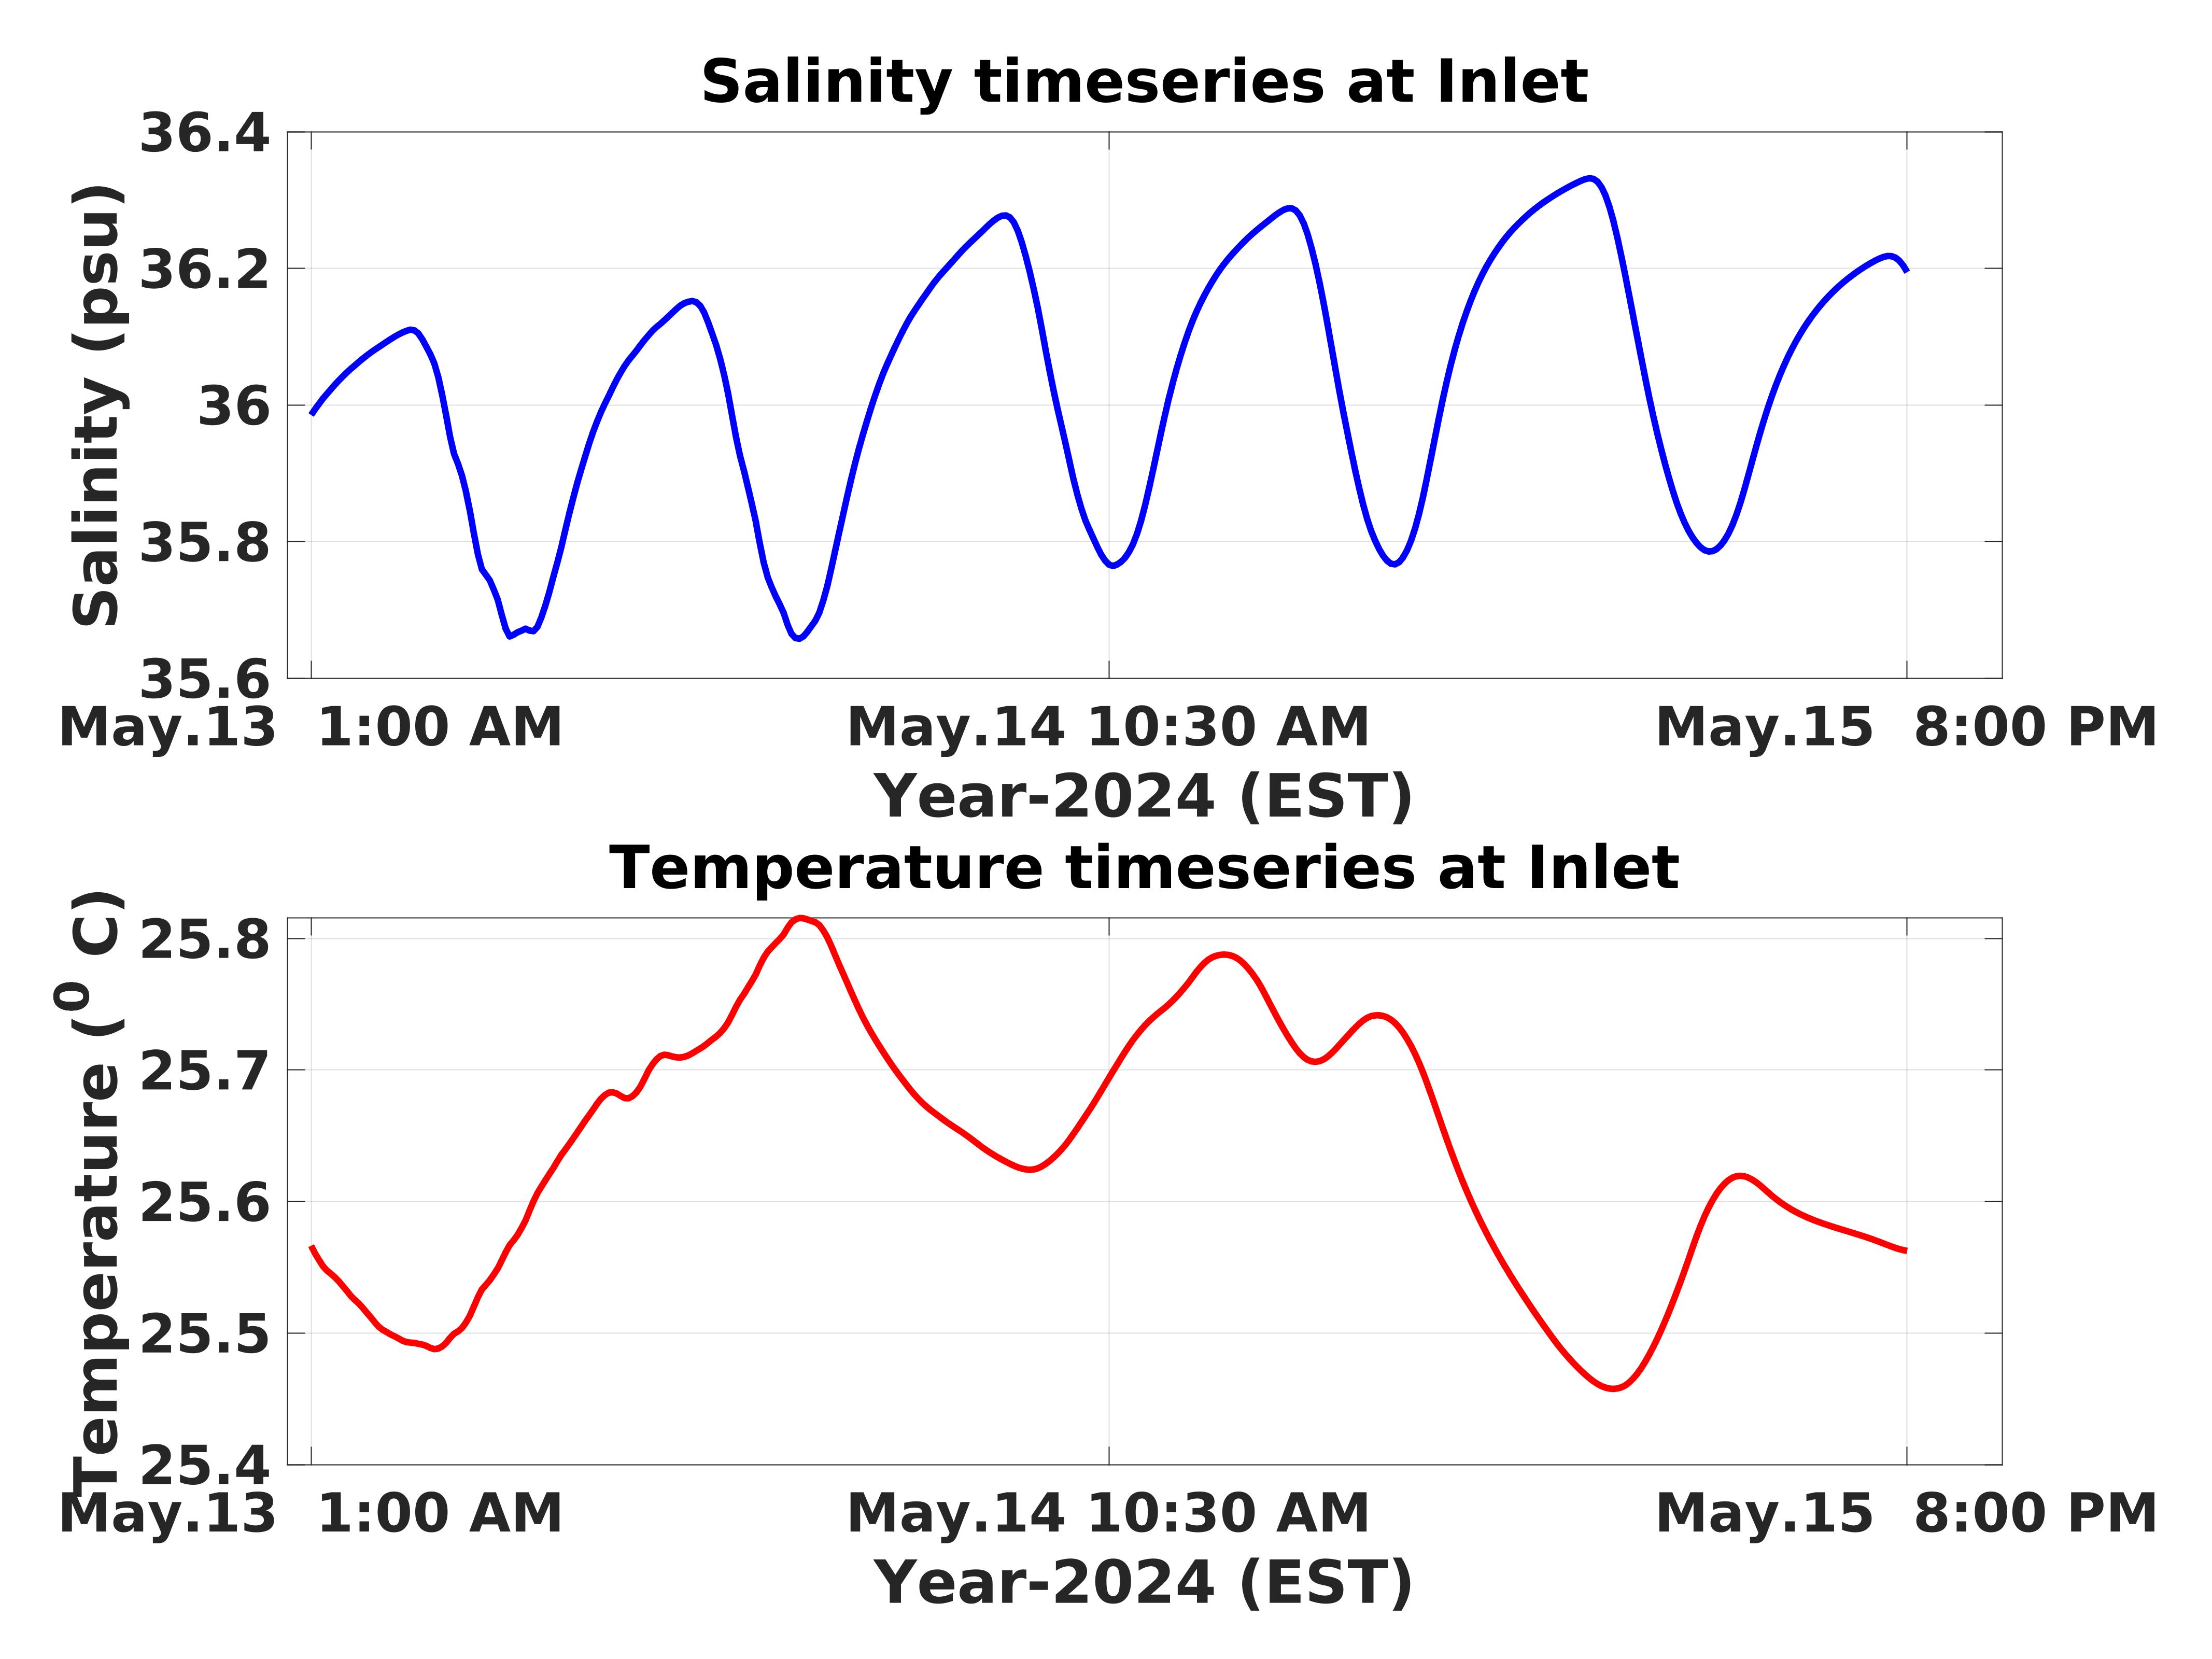 Salinity timeseries at Inlet
Salinity (psu)
36.4
36.2
36
35.8
35.6
May.13  1:00 AM
May.14 10:30 AM
May.15  8:00 PM
Year-2024 (EST)
Temperature timeseries at Inlet
Temperature (⁰ C)
25.8
25.7
25.6
25.5
25.4
May.13  1:00 AM
May.14 10:30 AM
May.15  8:00 PM
Year-2024 (EST)